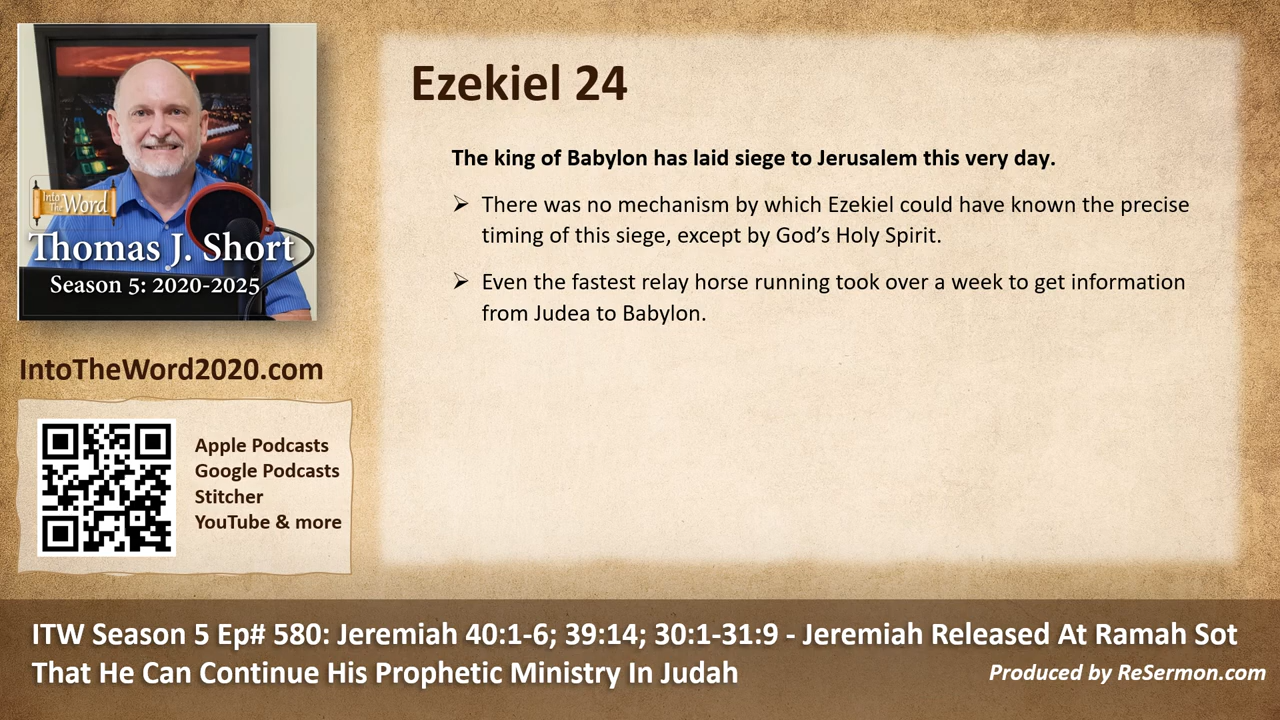 Into
The Word
Thomas J. Short
Season 5: 2020-2025
IntoTheWord2020.com
Apple Podcasts
Google Podcasts
Stitcher
YouTube & more
Ezekiel 24
The king of Babylon has laid siege to Jerusalem this very day.
➢ There was no mechanism by which Ezekiel could have known the precise
timing of this siege, except by God’s Holy Spirit.
➢ Even the fastest relay horse running took over a week to get information
from Judea to Babylon.
ITW Season 5 Ep# 580: Jeremiah 40:1-6; 39:14; 30:1-31:9 - Jeremiah Released At Ramah Sot
That He Can Continue His Prophetic Ministry In Judah
Produced by ReSermon.com